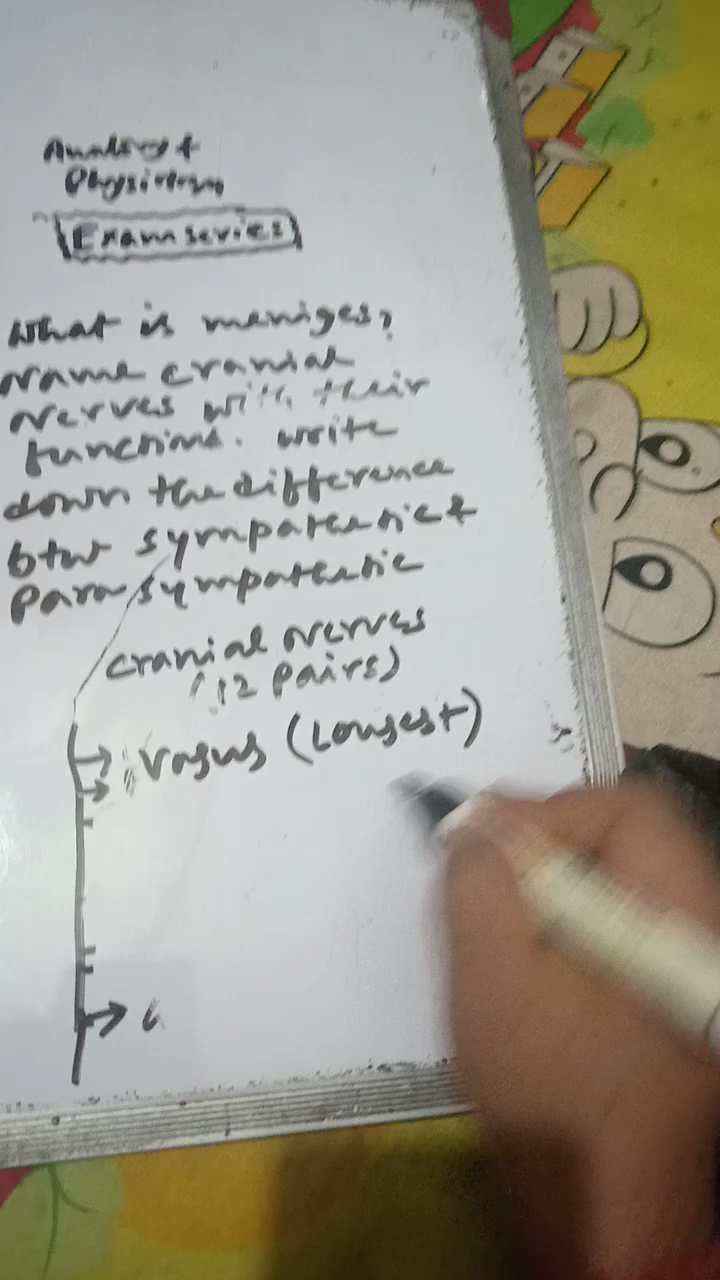 Anatomy &
Physiology
Exam series
What is meniges?
Name cranial
nerves with their
functions. write
down the difference
btw sympathetic &
Parasympathetic
cranial nerves
(12 pairs)
Vagus (Longest)